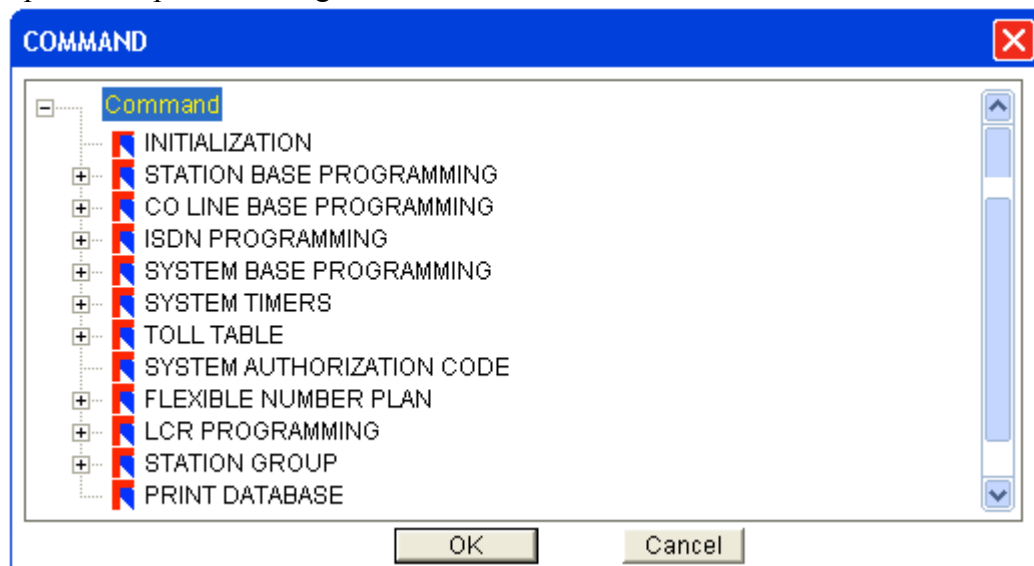 COMMAND
Command
INITIALIZATION
STATION BASE PROGRAMMING
CO LINE BASE PROGRAMMING
ISDN PROGRAMMING
SYSTEM BASE PROGRAMMING
SYSTEM TIMERS
TOLL TABLE
SYSTEM AUTHORIZATION CODE
FLEXIBLE NUMBER PLAN
LCR PROGRAMMING
STATION GROUP
PRINT DATABASE
OK Cancel